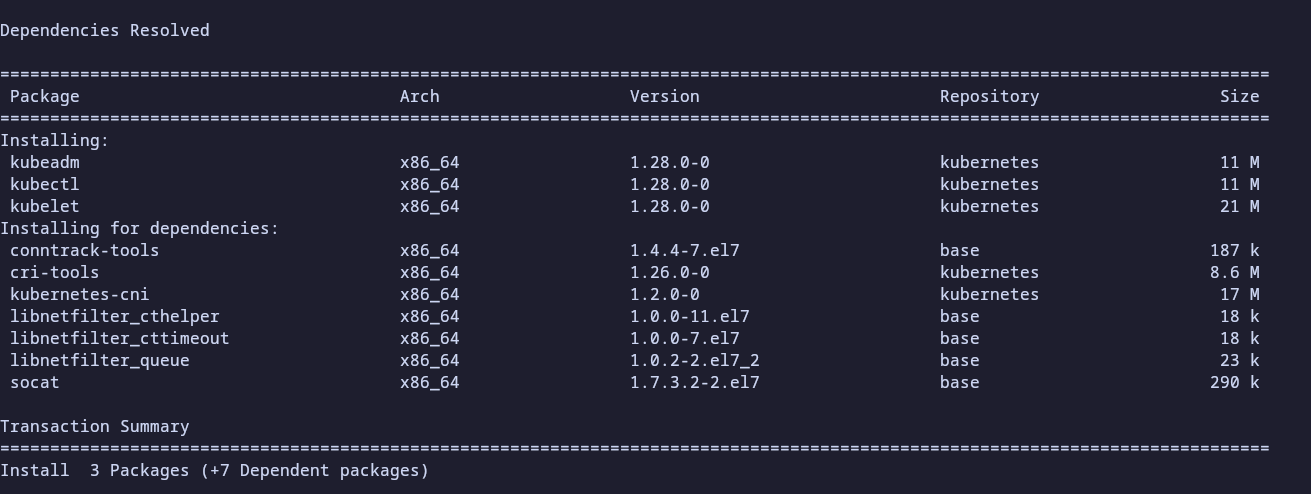 Dependencies Resolved
================================================================================================================================
Package Arch Version Repository Size
================================================================================================================================
Installing:
kubeadm x86_64 1.28.0-0 kubernetes 11 M
kubectl x86_64 1.28.0-0 kubernetes 11 M
kubelet x86_64 1.28.0-0 kubernetes 21 M
Installing for dependencies:
conntrack-tools x86_64 1.4.4-7.el7 base 187 k
cri-tools x86_64 1.26.0-0 kubernetes 8.6 M
kubernetes-cni x86_64 1.2.0-0 kubernetes 17 M
libnetfilter_cthelper x86_64 1.0.0-11.el7 base 18 k
libnetfilter_cttimeout x86_64 1.0.0-7.el7 base 18 k
libnetfilter_queue x86_64 1.0.2-2.el7_2 base 23 k
socat x86_64 1.7.3.2-2.el7 base 290 k
Transaction Summary
================================================================================================================================
Install 3 Packages (+7 Dependent packages)